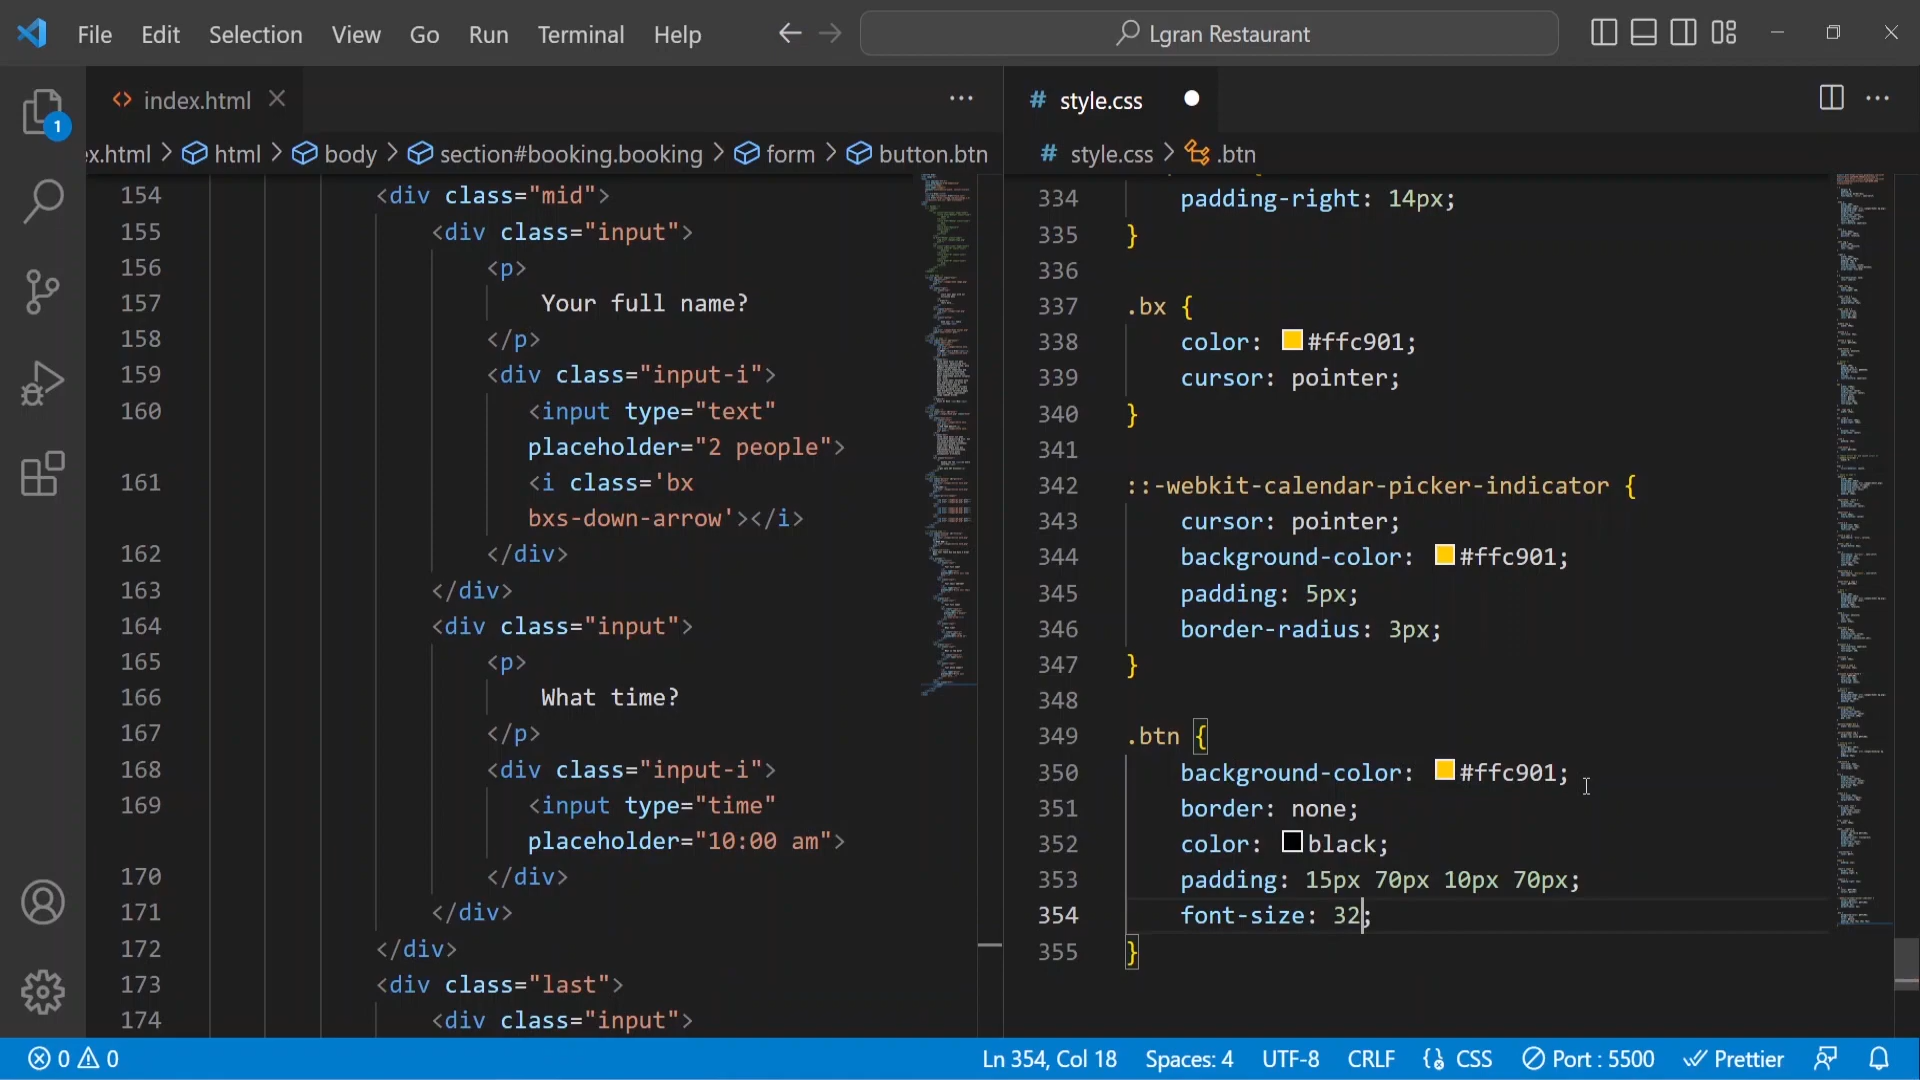 File Edit Selection View Go Run Terminal Help Lgran Restaurant
index.html
ex.html > html > body > section#booking.booking > form > button.btn
154 <div class="mid">
155 <div class="input">
156 <p>
157 Your full name?
158 </p>
159 <div class="input-i">
160 <input type="text"
placeholder="2 people">
161 <i class='bx
bxs-down-arrow'></i>
162 </div>
163 </div>
164 <div class="input">
165 <p>
166 What time?
167 </p>
168 <div class="input-i">
169 <input type="time"
placeholder="10:00 am">
170 </div>
171 </div>
172 </div>
173 <div class="last">
174 <div class="input">
# style.css
# style.css > .btn
334 padding-right: 14px;
335 }
336
337 .bx {
338 color: #ffc901;
339 cursor: pointer;
340 }
341
342 ::-webkit-calendar-picker-indicator {
343 cursor: pointer;
344 background-color: #ffc901;
345 padding: 5px;
346 border-radius: 3px;
347 }
348
349 .btn {
350 background-color: #ffc901;
351 border: none;
352 color: black;
353 padding: 15px 70px 10px 70px;
354 font-size: 32;
355 }
1
0 0 Ln 354, Col 18 Spaces: 4 UTF-8 CRLF {} CSS Port : 5500 Prettier